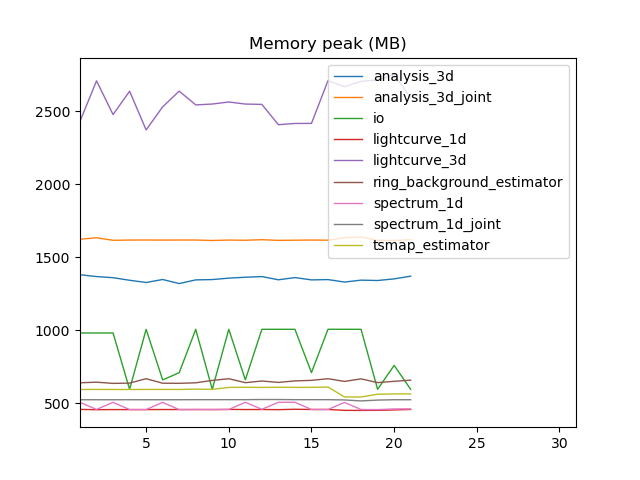 Memory peak (MB)
analysis_3d
analysis_3d_joint
io
lightcurve_1d
lightcurve_3d
ring_background_estimator
spectrum_1d
spectrum_1d_joint
tsmap_estimator
2500
2000
1500
1000
500
5 10 15 20 25 30